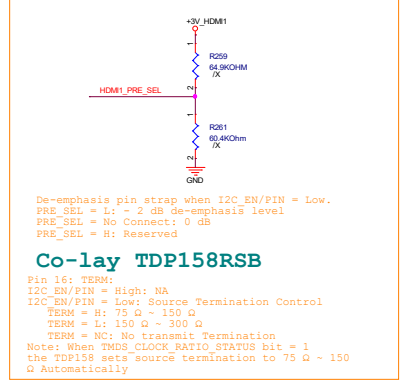 +3V_HDMI1
1
R259
64.9KOHM
/X
2
HDMI1_PRE_SEL
1
R261
60.4KOhm
/X
2
GND
De-emphasis pin strap when I2C_EN/PIN = Low.
PRE_SEL = L: - 2 dB de-emphasis level
PRE_SEL = No Connect: 0 dB
PRE_SEL = H: Reserved
Co-lay TDP158RSB
Pin 16: TERM:
I2C_EN/PIN = High: NA
I2C_EN/PIN = Low: Source Termination Control
TERM = H: 75 Ω ~ 150 Ω
TERM = L: 150 Ω ~ 300 Ω
TERM = NC: No transmit Termination
Note: When TMDS_CLOCK_RATIO_STATUS bit = 1
the TDP158 sets source termination to 75 Ω ~ 150
Ω Automatically